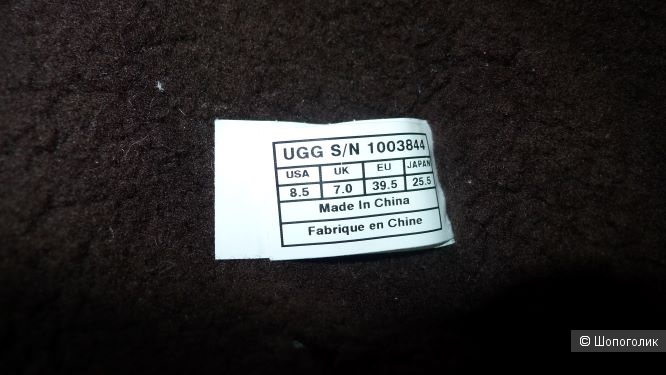 UGG S/N 1003844
USA UK EU JAPAN
8.5 7.0 39.5 25.5
Made In China
Fabrique en Chine
© Шопоголик